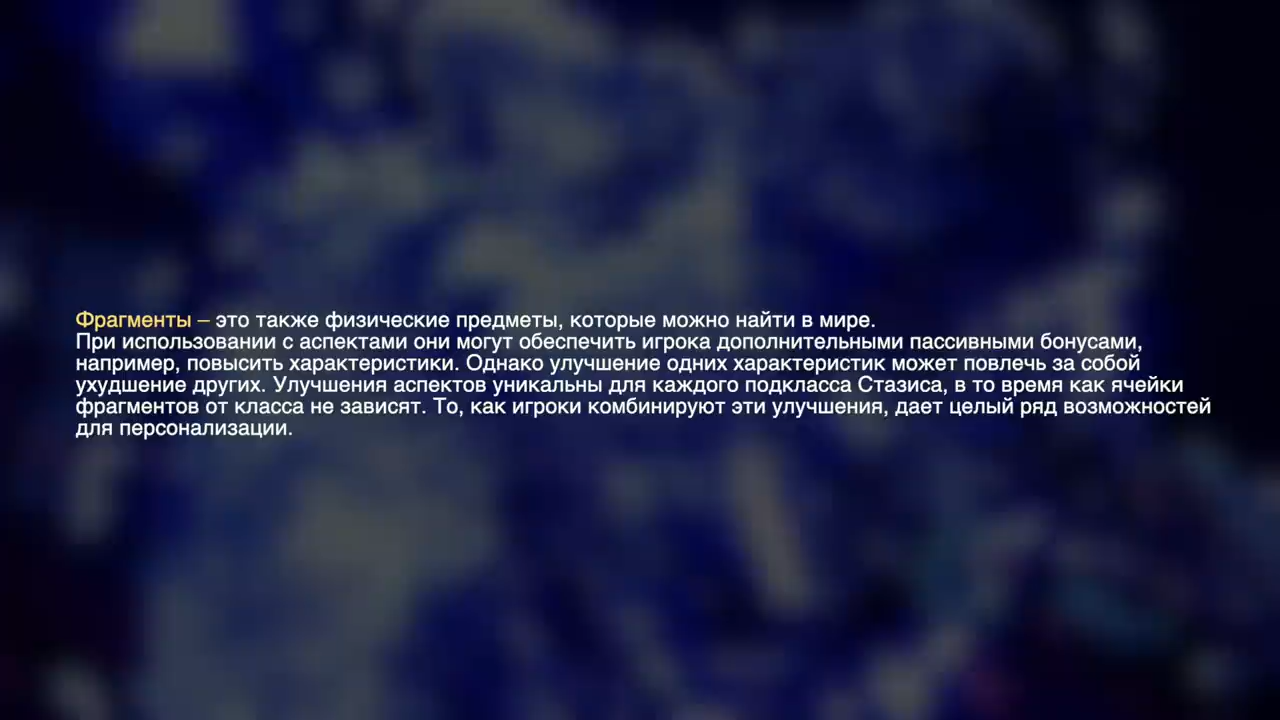 Фрагменты – это также физические предметы, которые можно найти в мире.
При использовании с аспектами они могут обеспечить игрока дополнительными пассивными бонусами,
например, повысить характеристики. Однако улучшение одних характеристик может повлечь за собой
ухудшение других. Улучшения аспектов уникальны для каждого подкласса Стазиса, в то время как ячейки
фрагментов от класса не зависят. То, как игроки комбинируют эти улучшения, дает целый ряд возможностей
для персонализации.